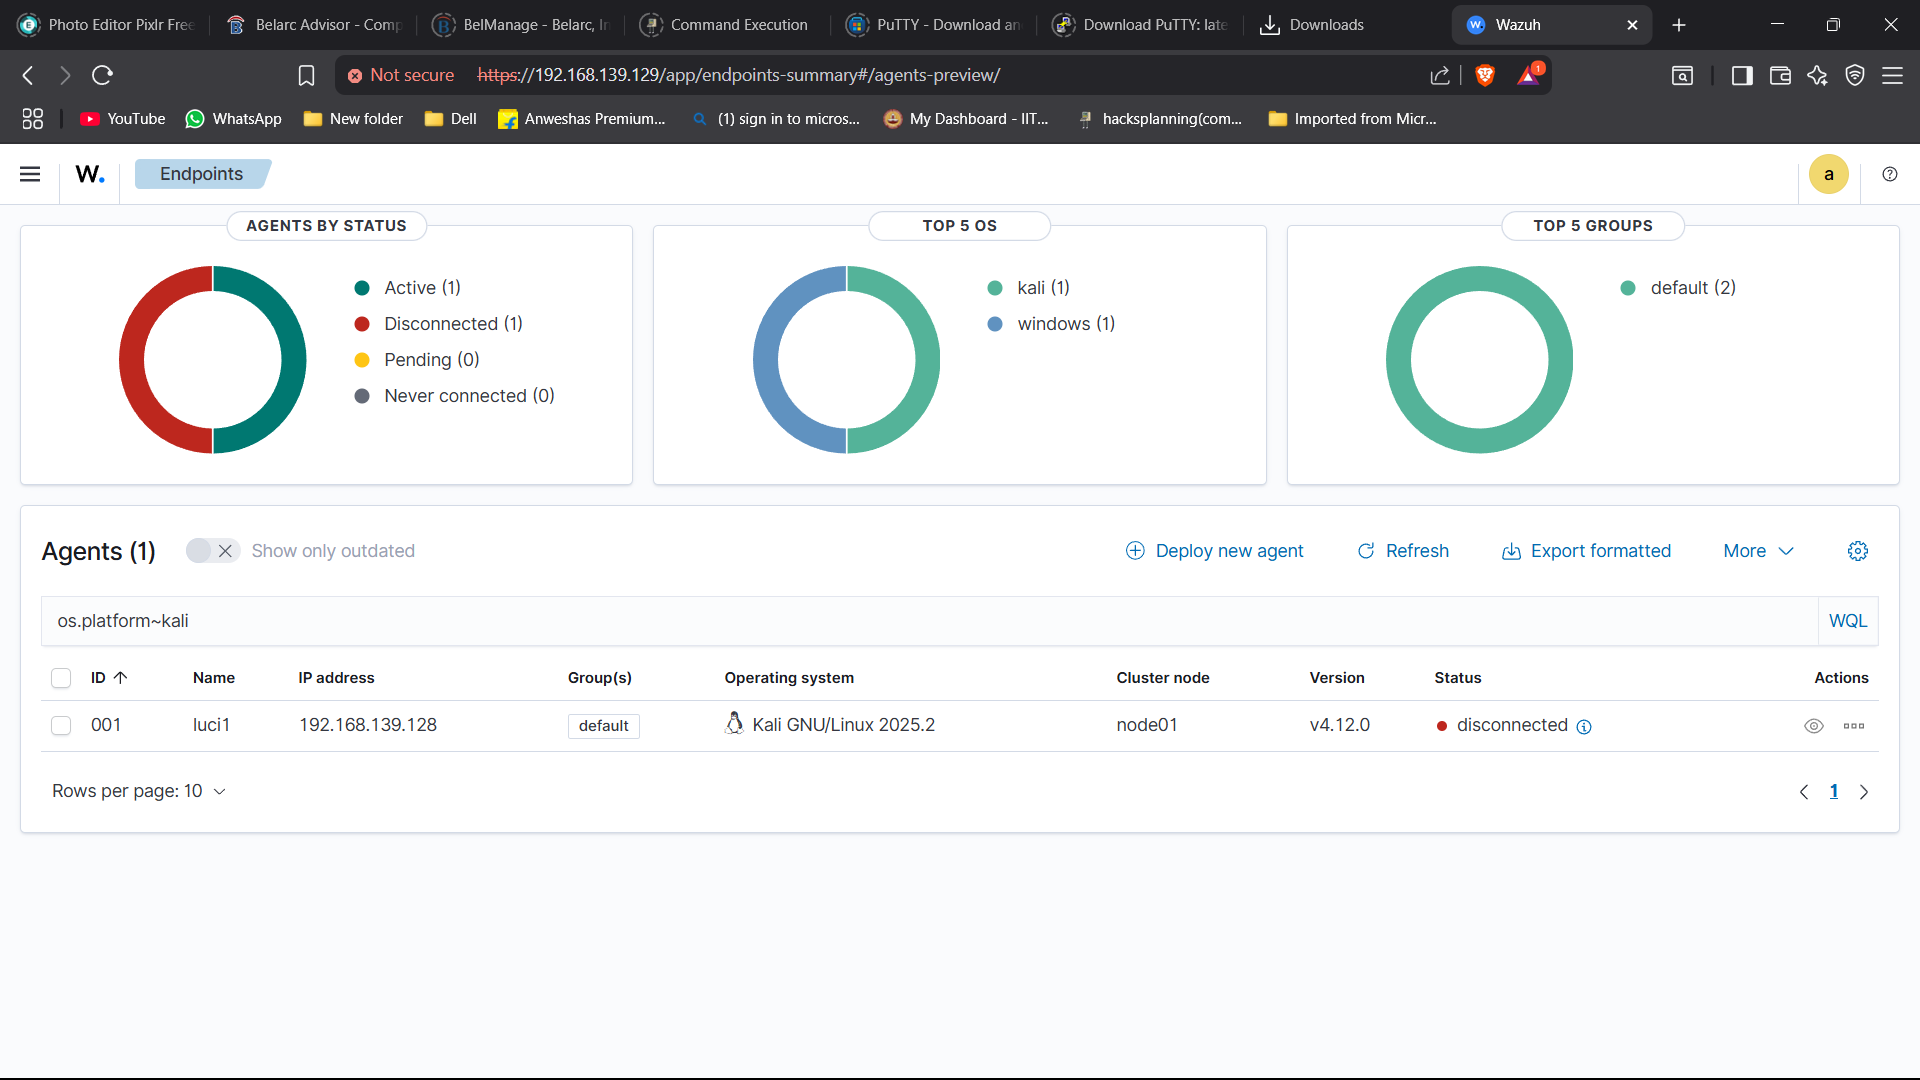 Photo Editor Pixlr Free
Belarc Advisor - Comp
BelManage - Belarc, In
Command Execution
PuTTY - Download an
Download PuTTY: late
Downloads
Wazuh
Not secure https://192.168.139.129/app/endpoints-summary#/agents-preview/
1
YouTube
WhatsApp
New folder
Dell
Anweshas Premium...
(1) sign in to micros...
My Dashboard - IIT...
hacksplanning(com...
Imported from Micr...
W.
Endpoints
a
AGENTS BY STATUS
Active (1)
Disconnected (1)
Pending (0)
Never connected (0)
TOP 5 OS
kali (1)
windows (1)
TOP 5 GROUPS
default (2)
Agents (1)
Show only outdated
Deploy new agent
Refresh
Export formatted
More
os.platform~kali
WQL
ID Name IP address Group(s) Operating system Cluster node Version Status Actions
001 luci1 192.168.139.128 default Kali GNU/Linux 2025.2 node01 v4.12.0 disconnected
Rows per page: 10
1